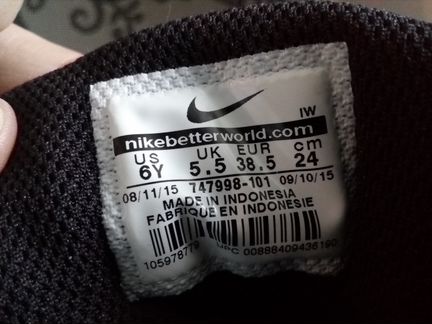 IW
nikebetterworld.com
US UK EUR cm
6Y 5.5 38.5 24
08/11/15 747998-101 09/10/15
MADE IN INDONESIA
FABRIQUE EN INDONESIE
105978779 UPC 00888409436190